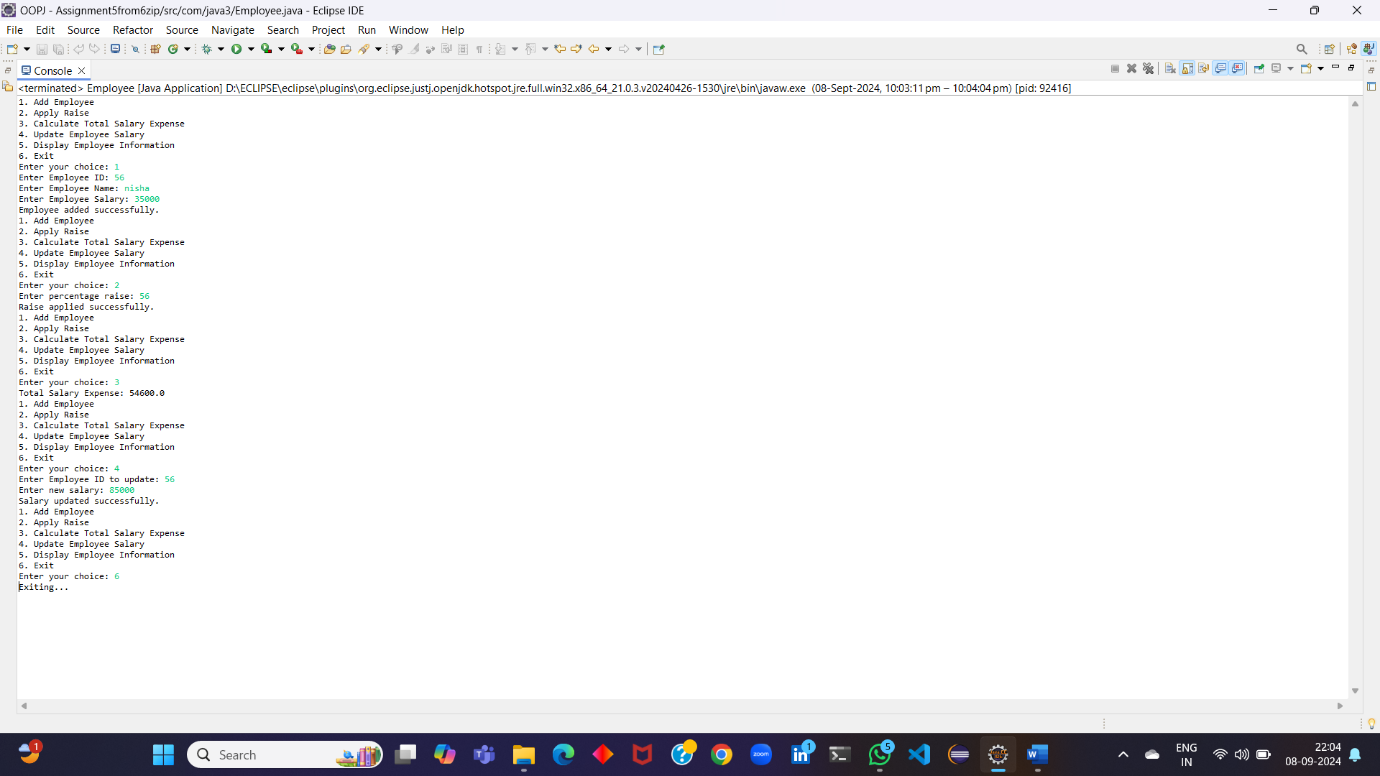 OOPJ - Assignment5from6zip/src/com/java3/Employee.java - Eclipse IDE
File Edit Source Refactor Source Navigate Search Project Run Window Help
Console
<terminated> Employee [Java Application] D:\ECLIPSE\eclipse\plugins\org.eclipse.justj.openjdk.hotspot.jre.full.win32.x86_64_21.0.3.v20240426-1530\jre\bin\javaw.exe (08-Sept-2024, 10:03:11 pm – 10:04:04 pm) [pid: 92416]
1. Add Employee
2. Apply Raise
3. Calculate Total Salary Expense
4. Update Employee Salary
5. Display Employee Information
6. Exit
Enter your choice: 1
Enter Employee ID: 56
Enter Employee Name: nisha
Enter Employee Salary: 35000
Employee added successfully.
1. Add Employee
2. Apply Raise
3. Calculate Total Salary Expense
4. Update Employee Salary
5. Display Employee Information
6. Exit
Enter your choice: 2
Enter percentage raise: 56
Raise applied successfully.
1. Add Employee
2. Apply Raise
3. Calculate Total Salary Expense
4. Update Employee Salary
5. Display Employee Information
6. Exit
Enter your choice: 3
Total Salary Expense: 54600.0
1. Add Employee
2. Apply Raise
3. Calculate Total Salary Expense
4. Update Employee Salary
5. Display Employee Information
6. Exit
Enter your choice: 4
Enter Employee ID to update: 56
Enter new salary: 85000
Salary updated successfully.
1. Add Employee
2. Apply Raise
3. Calculate Total Salary Expense
4. Update Employee Salary
5. Display Employee Information
6. Exit
Enter your choice: 6
Exiting...
1
Search
zoom
1
5
ENG
IN
22:04
08-09-2024